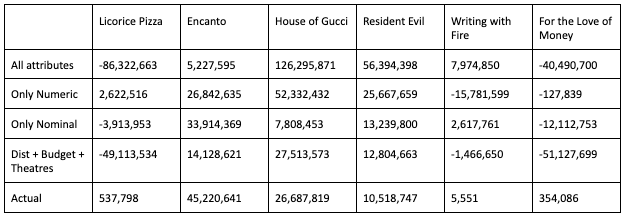 Licorice Pizza Encanto House of Gucci Resident Evil Writing with For the Love of
Fire Money
All attributes -86,322,663 5,227,595 126,295,871 56,394,398 7,974,850 -40,490,700
Only Numeric 2,622,516 26,842,635 52,332,432 25,667,659 -15,781,599 -127,839
Only Nominal -3,913,953 33,914,369 7,808,453 13,239,800 2,617,761 -12,112,753
Dist + Budget + -49,113,534 14,128,621 27,513,573 12,804,663 -1,466,650 -51,127,699
Theatres
Actual 537,798 45,220,641 26,687,819 10,518,747 5,551 354,086